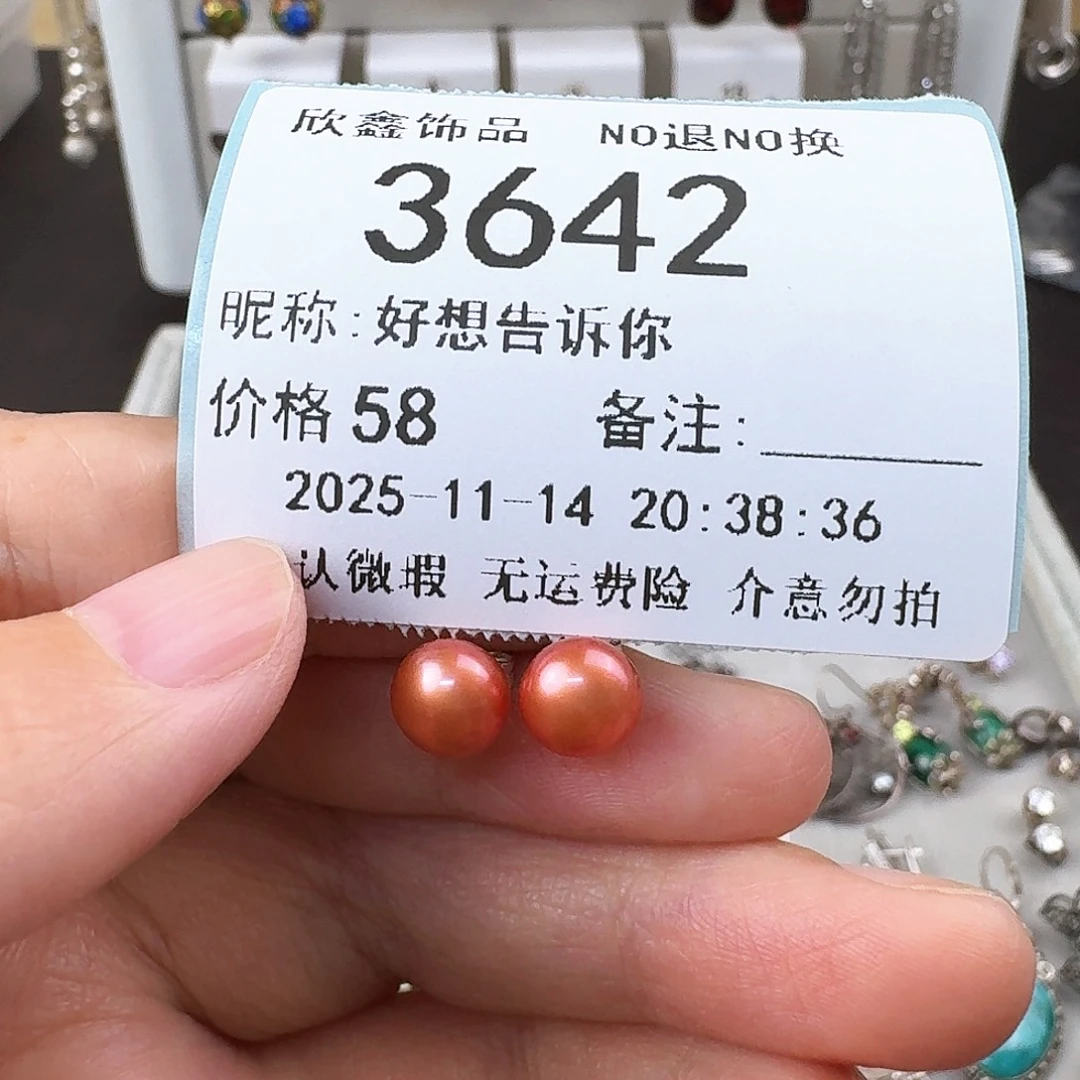 欣鑫饰品 NO退NO换
3642
昵称:好想告诉你
价格58 备注:
2025-11-14 20:38:36
认微瑕 无运费险 介意勿拍